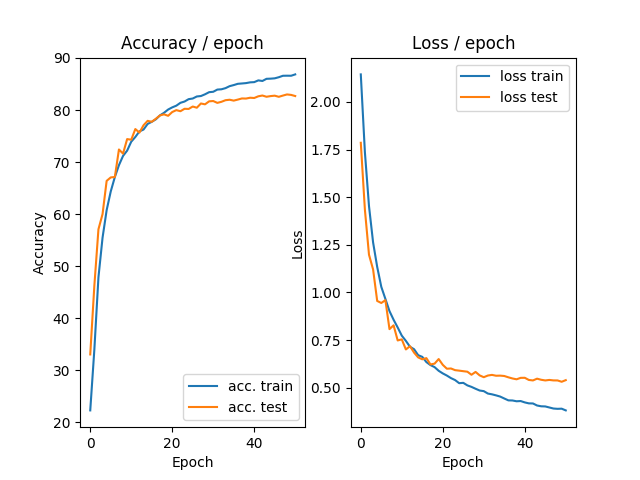 Accuracy / epoch
90
80
70
60
50
40
30
20
Accuracy
acc. train
acc. test
0
20
40
Epoch
Loss / epoch
2.00
1.75
1.50
1.25
1.00
0.75
0.50
Loss
loss train
loss test
0
20
40
Epoch